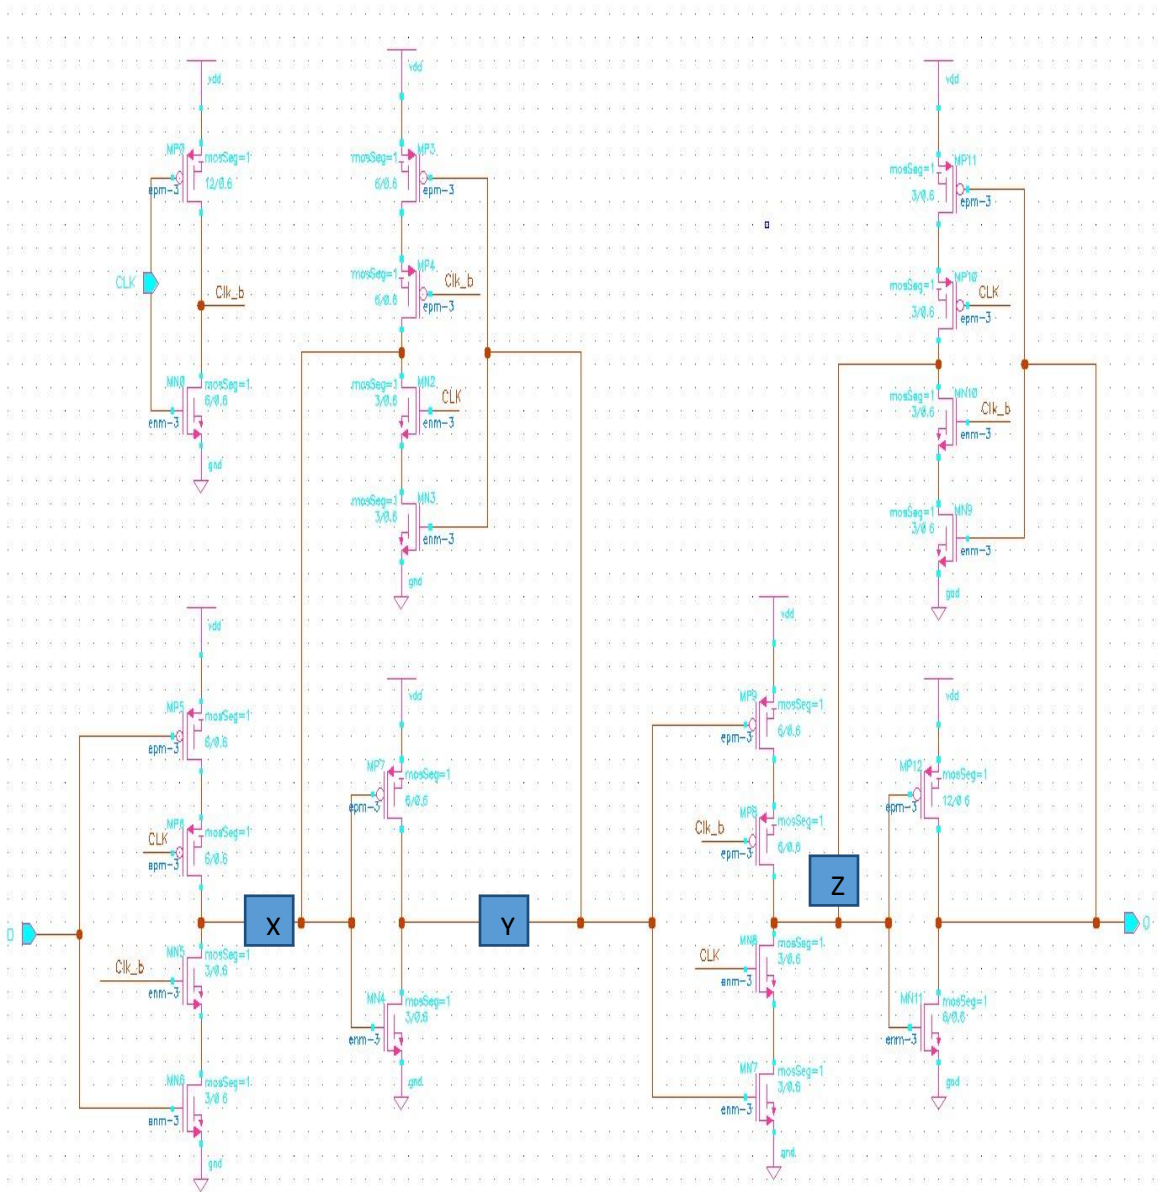 vdd
MP0
mosSeg=1
12/0.6
epm-3
CLK
Clk_b
MN0
mosSeg=1
6/0.6
enm-3
gnd
vdd
MP3
mosSeg=1
6/0.6
epm-3
MP4
mosSeg=1
6/0.6
Clk_b
epm-3
MN2
mosSeg=1
3/0.6
CLK
enm-3
MN3
mosSeg=1
3/0.6
enm-3
gnd
vdd
MP11
mosSeg=1
3/0.6
epm-3
MP10
mosSeg=1
3/0.6
CLK
epm-3
MN10
mosSeg=1
3/0.6
Clk_b
enm-3
MN9
mosSeg=1
3/0.6
enm-3
gnd
vdd
MP5
mosSeg=1
6/0.6
epm-3
MP6
mosSeg=1
CLK
6/0.6
epm-3
D
X
MN5
Clk_b
3/0.6
enm-3
MN6
mosSeg=1
3/0.6
enm-3
gnd
vdd
MP7
mosSeg=1
6/0.6
epm-3
Y
MN4
mosSeg=1
3/0.6
enm-3
gnd
vdd
MP9
mosSeg=1
6/0.6
epm-3
MP8
mosSeg=1
Clk_b
6/0.6
epm-3
Z
MN8
mosSeg=1
CLK
3/0.6
enm-3
MN7
mosSeg=1
3/0.6
enm-3
gnd
vdd
MP12
mosSeg=1
12/0.6
epm-3
MN11
mosSeg=1
6/0.6
enm-3
gnd